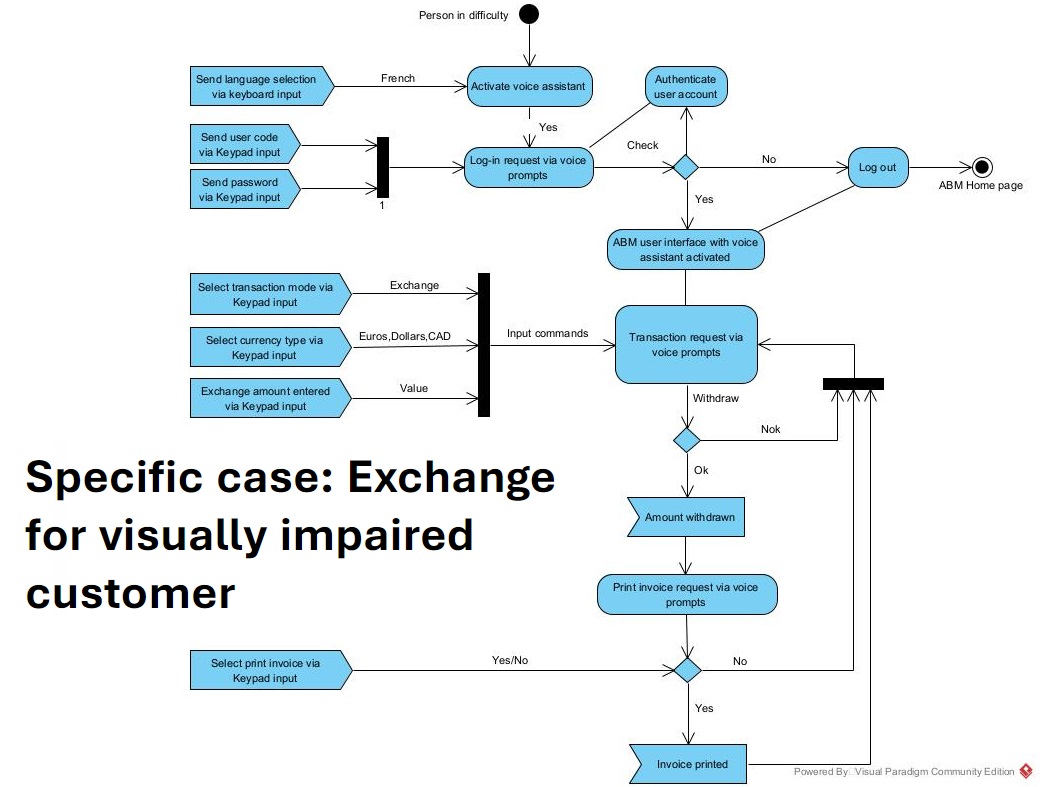 Person in difficulty
Send language selection
via keyboard input
French
Activate voice assistant
Authenticate
user account
Yes
Send user code
via Keypad input
Send password
via Keypad input
1
Log-in request via voice
prompts
Check
No
Log out
ABM Home page
Yes
ABM user interface with voice
assistant activated
Select transaction mode via
Keypad input
Exchange
Select currency type via
Keypad input
Euros,Dollars,CAD
Exchange amount entered
via Keypad input
Value
Input commands
Transaction request via
voice prompts
Withdraw
Nok
Ok
Specific case: Exchange
for visually impaired
customer
Amount withdrawn
Print invoice request via voice
prompts
Select print invoice via
Keypad input
Yes/No
No
Yes
Invoice printed
Powered By Visual Paradigm Community Edition